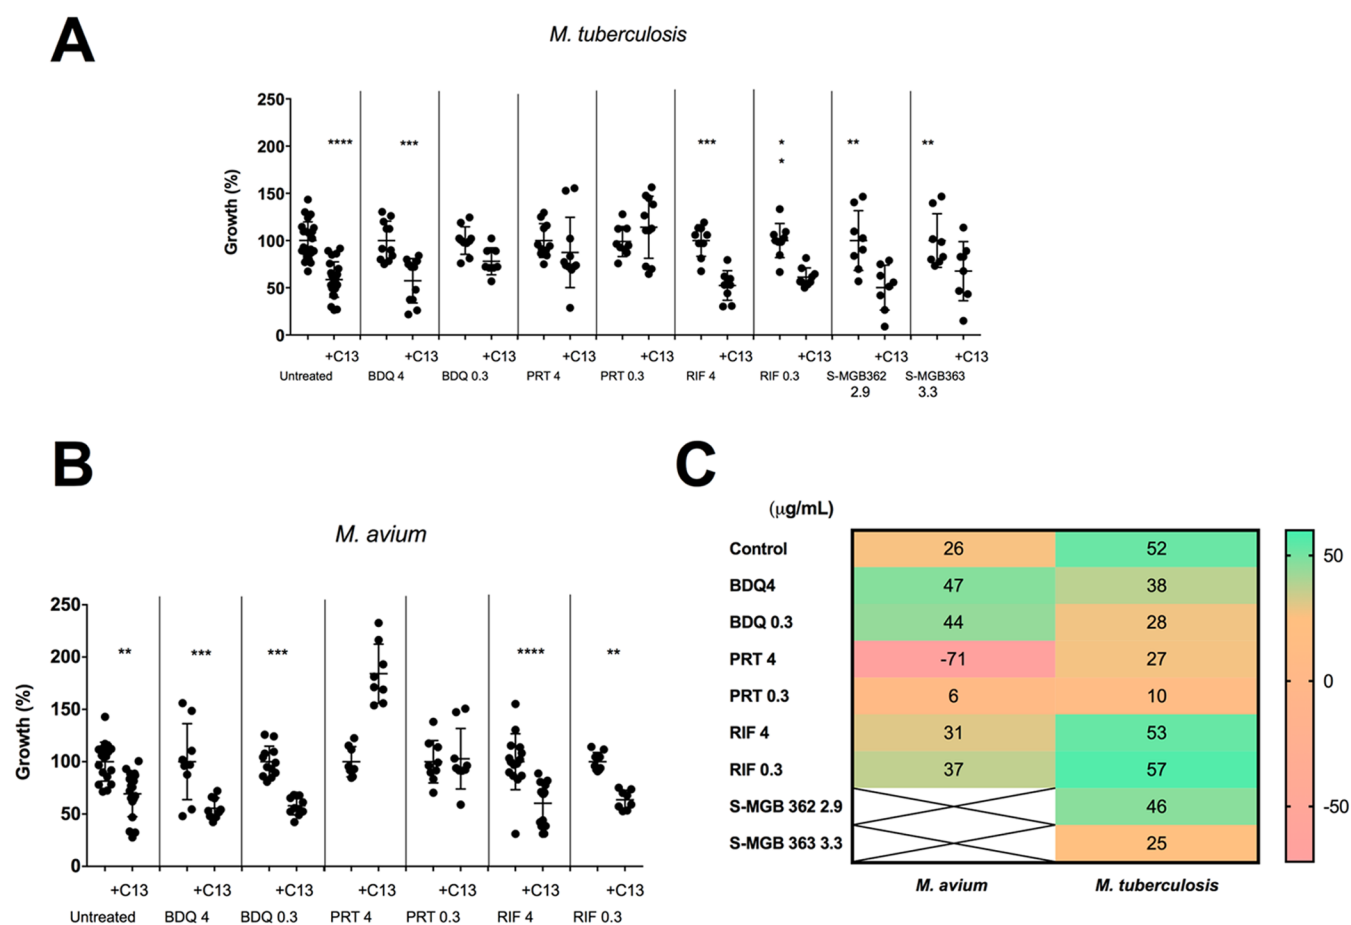 A
M. tuberculosis
Growth (%)
250
200
150
100
50
0
**** *** *** * ** **
*
+C13 +C13 +C13 +C13 +C13 +C13 +C13 +C13 +C13
Untreated BDQ 4 BDQ 0.3 PRT 4 PRT 0.3 RIF 4 RIF 0.3 S-MGB362 S-MGB363
2.9 3.3
B
M. avium
Growth (%)
250
200
150
100
50
0
** *** *** **** **
+C13 +C13 +C13 +C13 +C13 +C13 +C13
Untreated BDQ 4 BDQ 0.3 PRT 4 PRT 0.3 RIF 4 RIF 0.3
C
(μg/mL)
Control 26 52
BDQ4 47 38
BDQ 0.3 44 28
PRT 4 -71 27
PRT 0.3 6 10
RIF 4 31 53
RIF 0.3 37 57
S-MGB 362 2.9 46
S-MGB 363 3.3 25
M. avium M. tuberculosis
50
0
-50